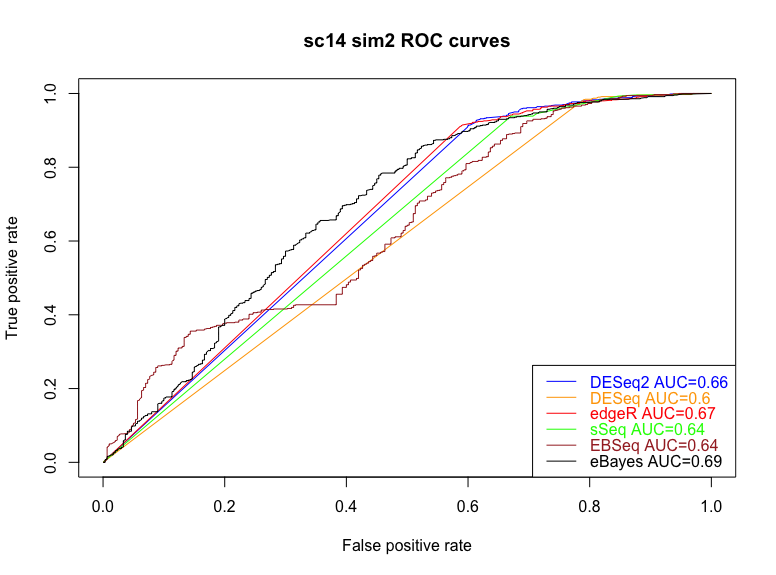 sc14 sim2 ROC curves
True positive rate
1.0
0.8
0.6
0.4
0.2
0.0
DESeq2 AUC=0.66
DESeq AUC=0.6
edgeR AUC=0.67
sSeq AUC=0.64
EBSeq AUC=0.64
eBayes AUC=0.69
0.0 0.2 0.4 0.6 0.8 1.0
False positive rate